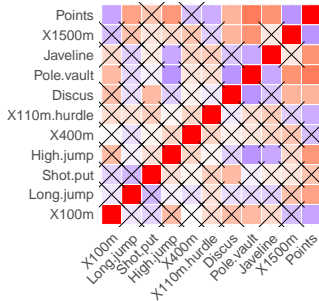 Points
X1500m
Javeline
Pole.vault
Discus
X110m.hurdle
X400m
High.jump
Shot.put
Long.jump
X100m
X100m
Long.jump
Shot.put
High.jump
X400m
X110m.hurdle
Discus
Pole.vault
Javeline
X1500m
Points